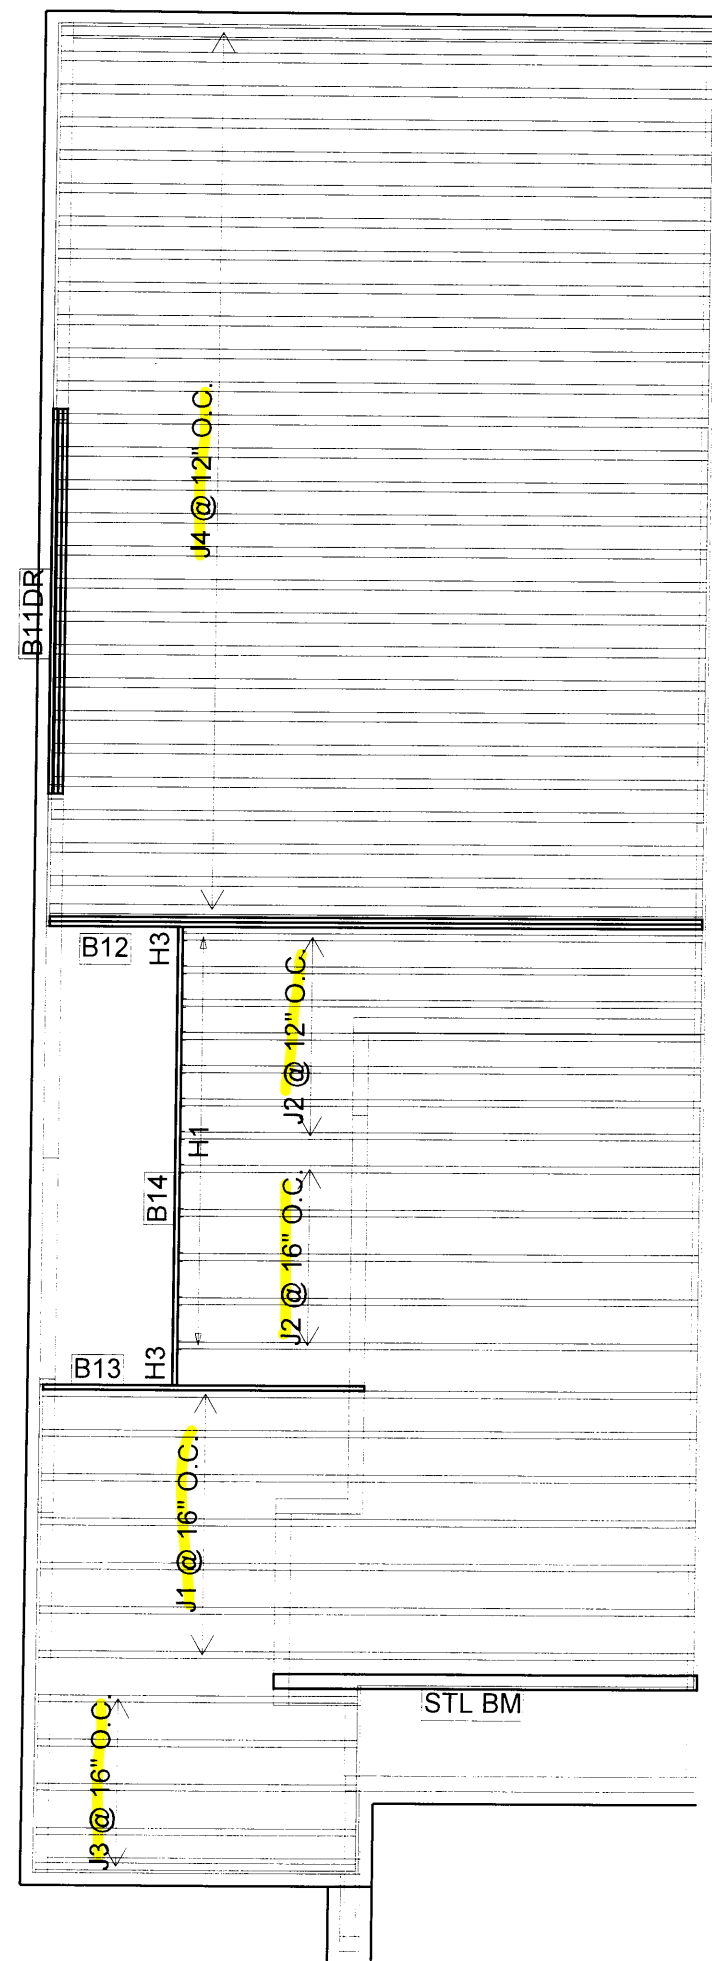 J4 @ 12" O.C.
B11DR
B12
H3
J2 @ 12" O.C.
H1
B14
J2 @ 16" O.C.
H3
B13
J1 @ 16" O.C.
STL BM
J3 @ 16" O.C.